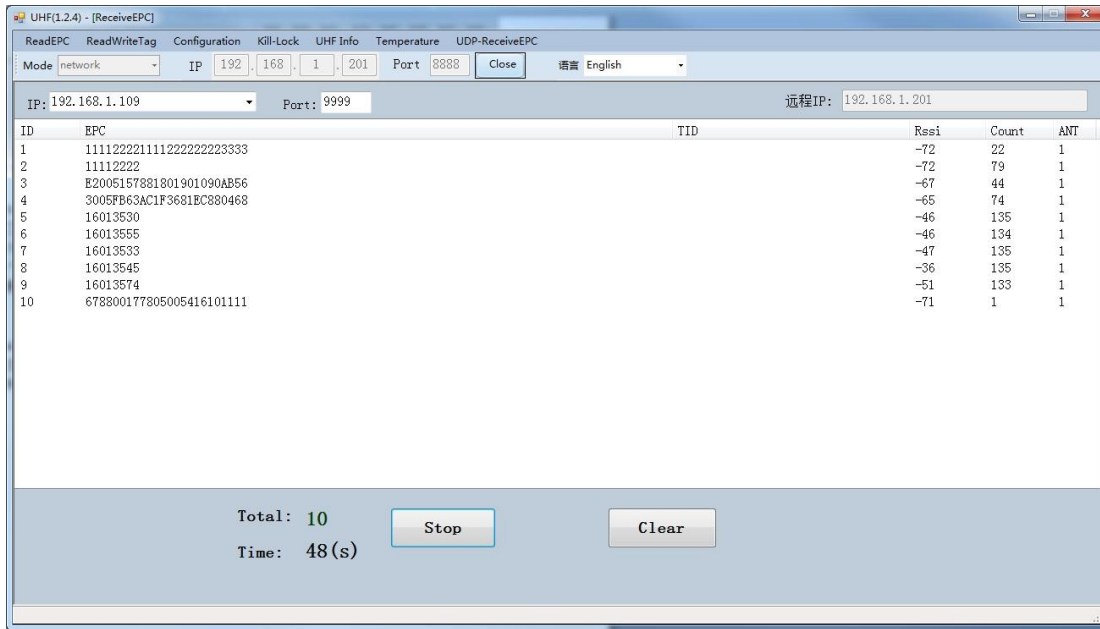 UHF(1.2.4) - [ReceiveEPC]
ReadEPC ReadWriteTag Configuration Kill-Lock UHF Info Temperature UDP-ReceiveEPC
Mode network IP 192 . 168 . 1 . 201 Port 8888 Close 语言 English
IP: 192.168.1.109 Port: 9999 远程IP: 192.168.1.201
ID EPC TID Rssi Count ANT
1 111122221111222222223333 -72 22 1
2 11112222 -72 79 1
3 E2005157881801901090AB56 -67 44 1
4 3005FB63AC1F3681EC880468 -65 74 1
5 16013530 -46 135 1
6 16013555 -46 134 1
7 16013533 -47 135 1
8 16013545 -36 135 1
9 16013574 -51 133 1
10 678800177805005416101111 -71 1 1
Total: 10 Stop Clear
Time: 48(s)